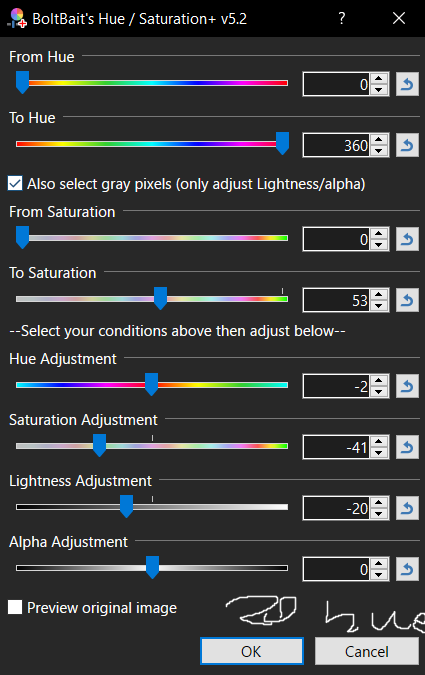 BoltBait's Hue / Saturation+ v5.2 ?
From Hue
0
To Hue
360
Also select gray pixels (only adjust Lightness/alpha)
From Saturation
0
To Saturation
53
--Select your conditions above then adjust below--
Hue Adjustment
-2
Saturation Adjustment
-41
Lightness Adjustment
-20
Alpha Adjustment
0
Preview original image
20 hue
OK Cancel